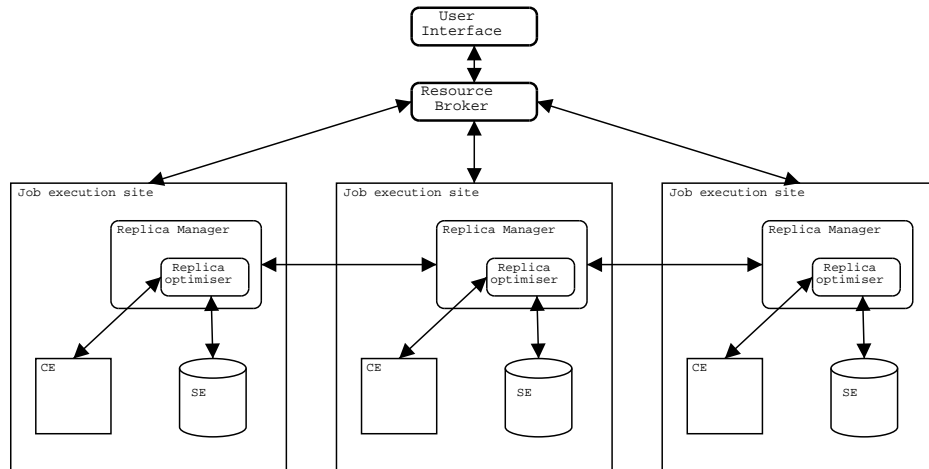 User
Interface
Resource
Broker
Job execution site
Replica Manager
Replica
optimiser
CE
SE
Job execution site
Replica Manager
Replica
optimiser
CE
SE
Job execution site
Replica Manager
Replica
optimiser
CE
SE